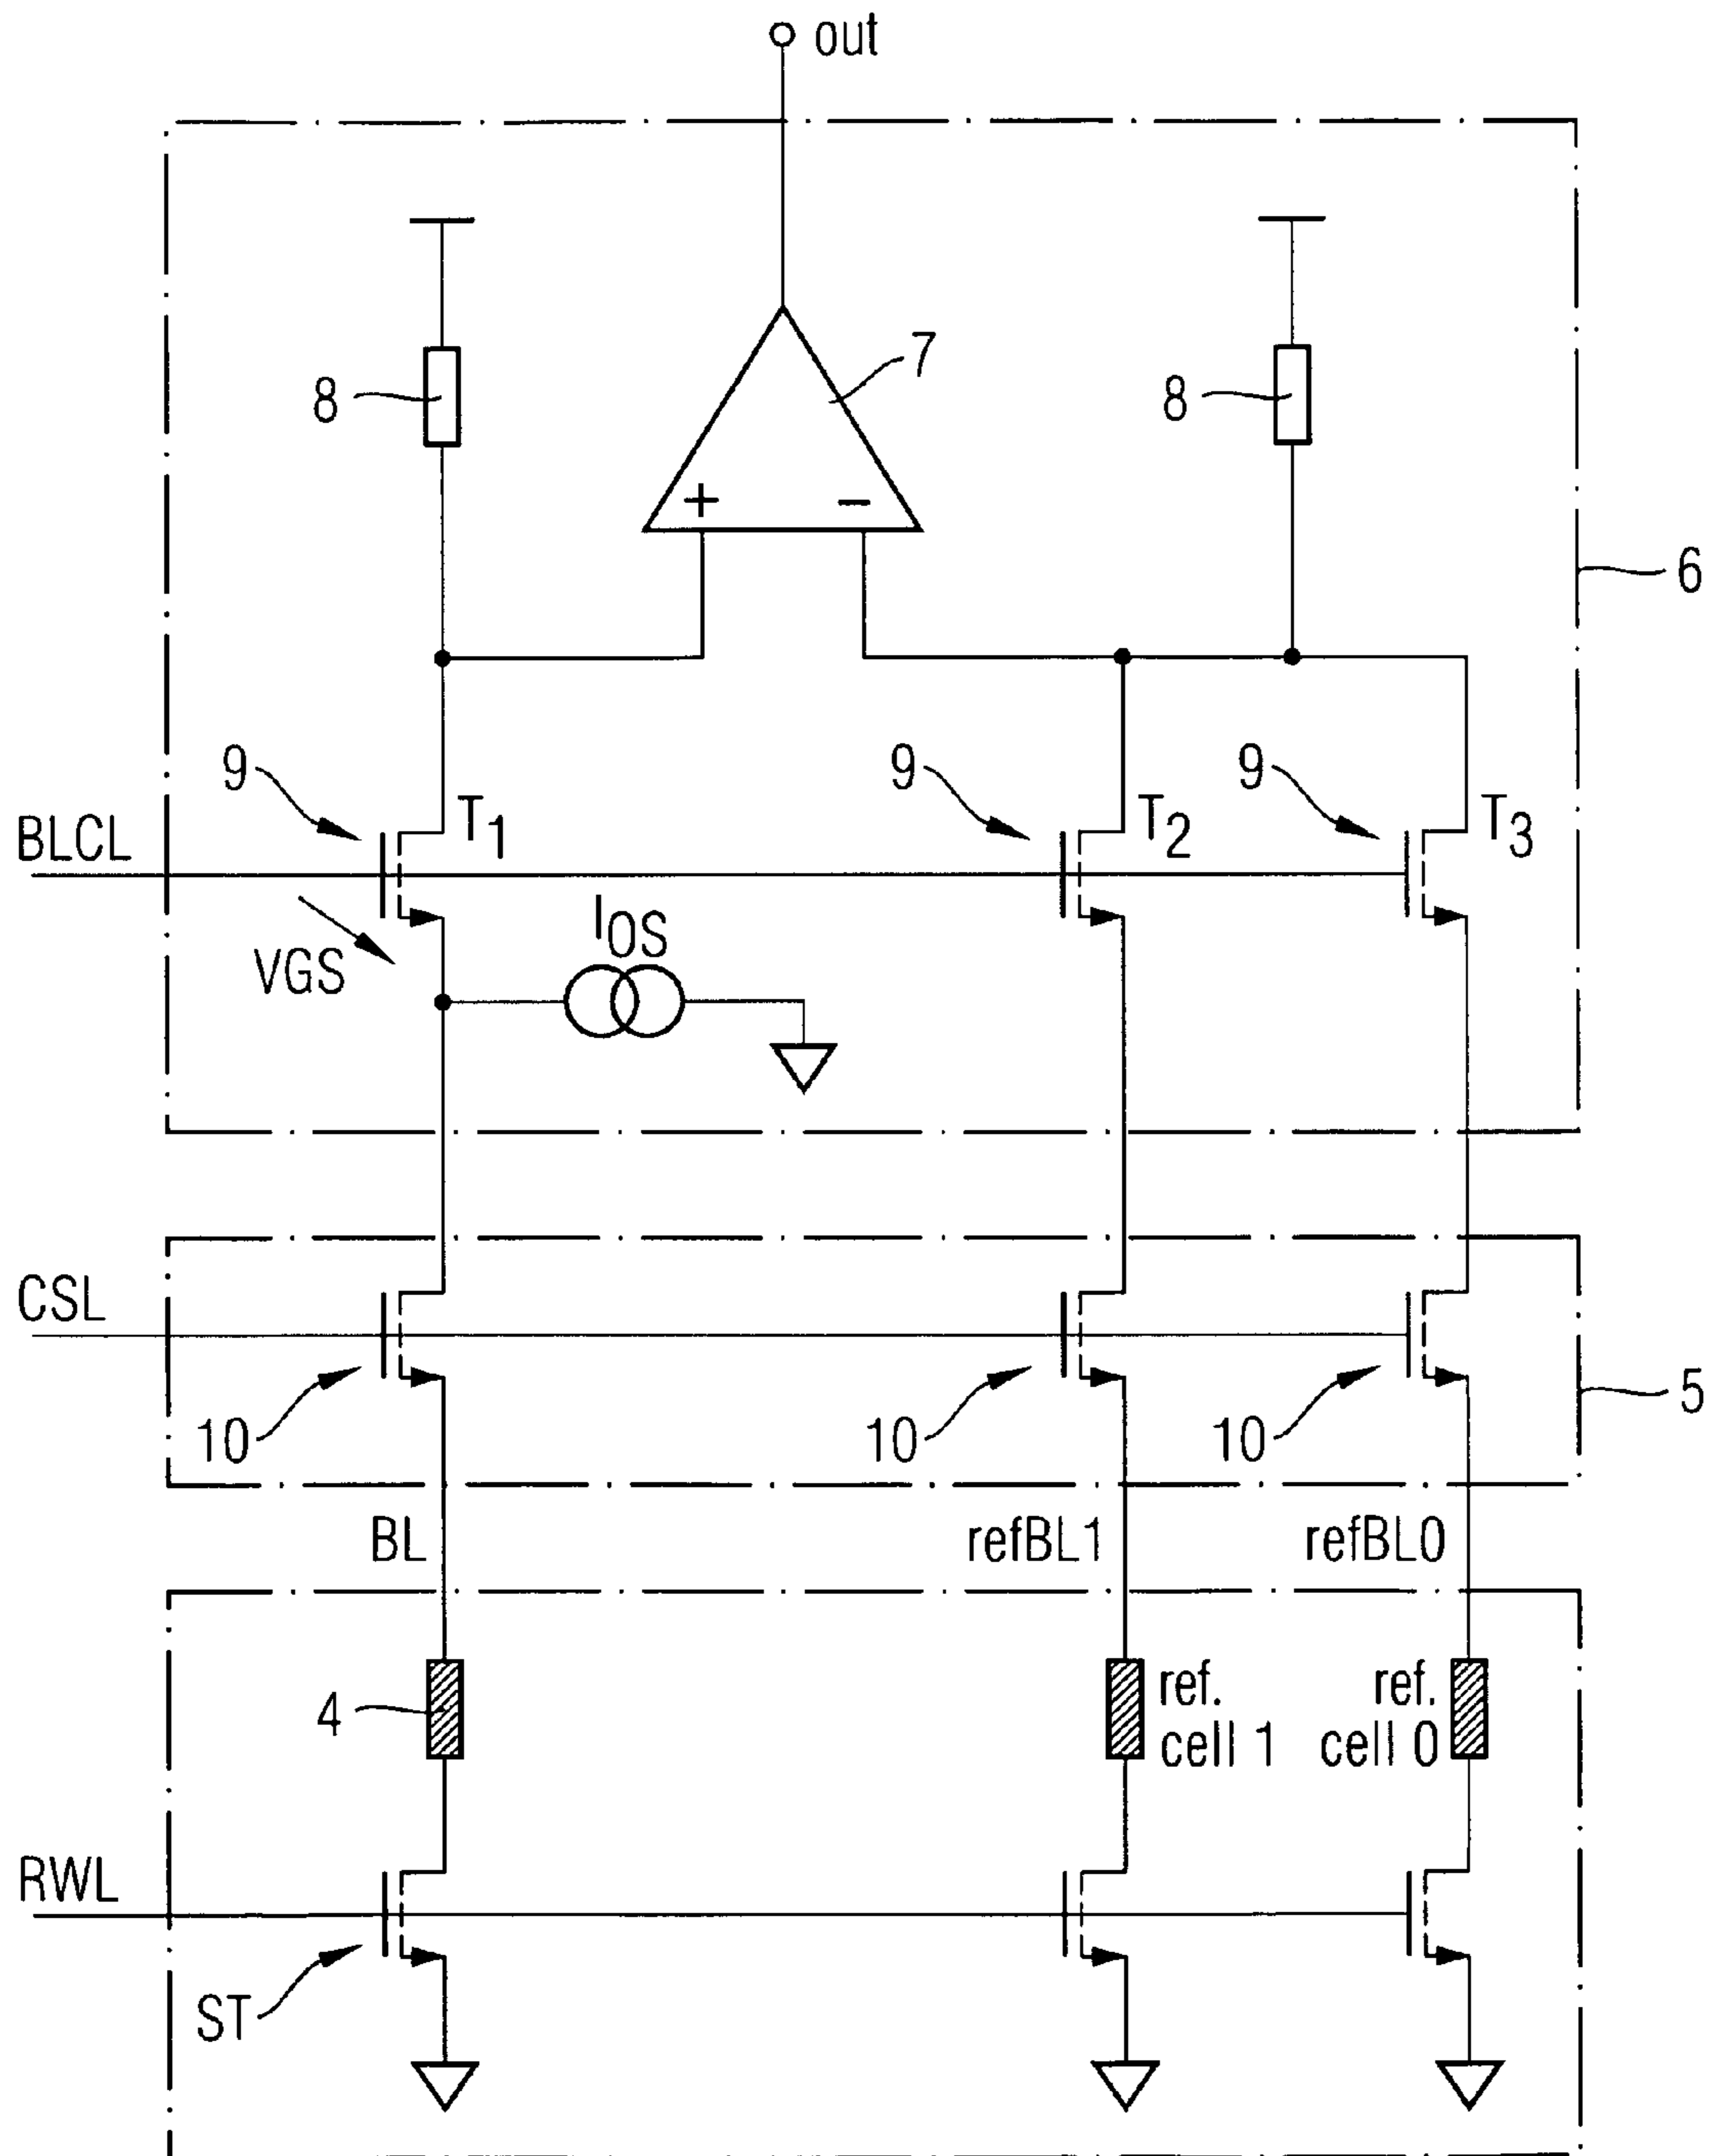 out
7
8
8
+
−
6
9
9
9
T1
T2
T3
BLCL
IOS
VGS
CSL
5
10
10
10
BL
refBL1
refBL0
4
ref.
cell 1
ref.
cell 0
RWL
ST